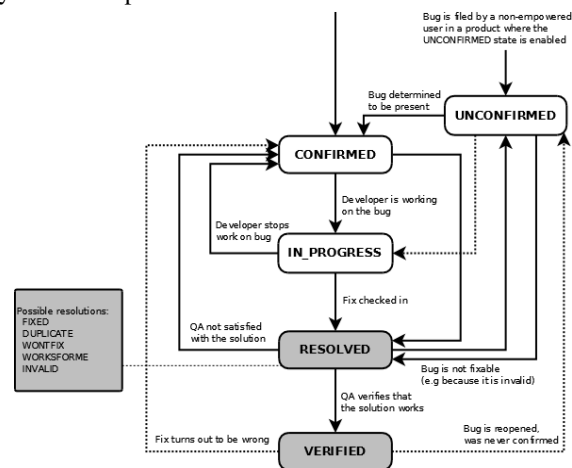 Bug is filed by a non-empowered
user in a product where the
UNCONFIRMED state is enabled
Bug determined
to be present
UNCONFIRMED
CONFIRMED
Developer is working
on the bug
Developer stops
work on bug
IN_PROGRESS
Fix checked in
Possible resolutions:
FIXED
DUPLICATE
WONTFIX
WORKSFORME
INVALID
QA not satisfied
with the solution
RESOLVED
Bug is not fixable
(e.g because it is invalid)
QA verifies that
the solution works
Fix turns out to be wrong
VERIFIED
Bug is reopened,
was never confirmed